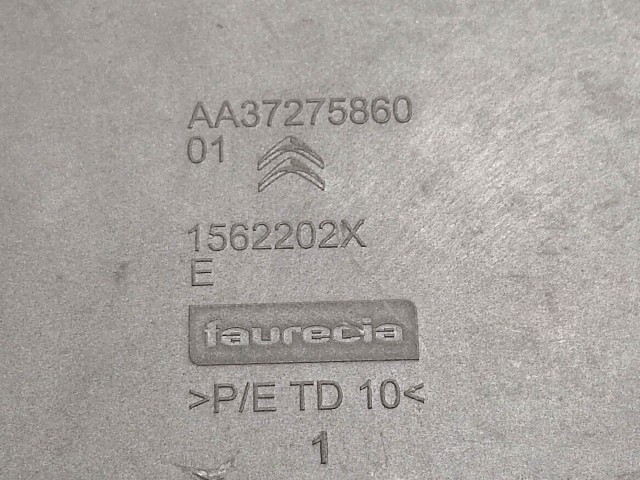 AA37275860
01
1562202X
E
faurecia
>P/E TD 10<
1